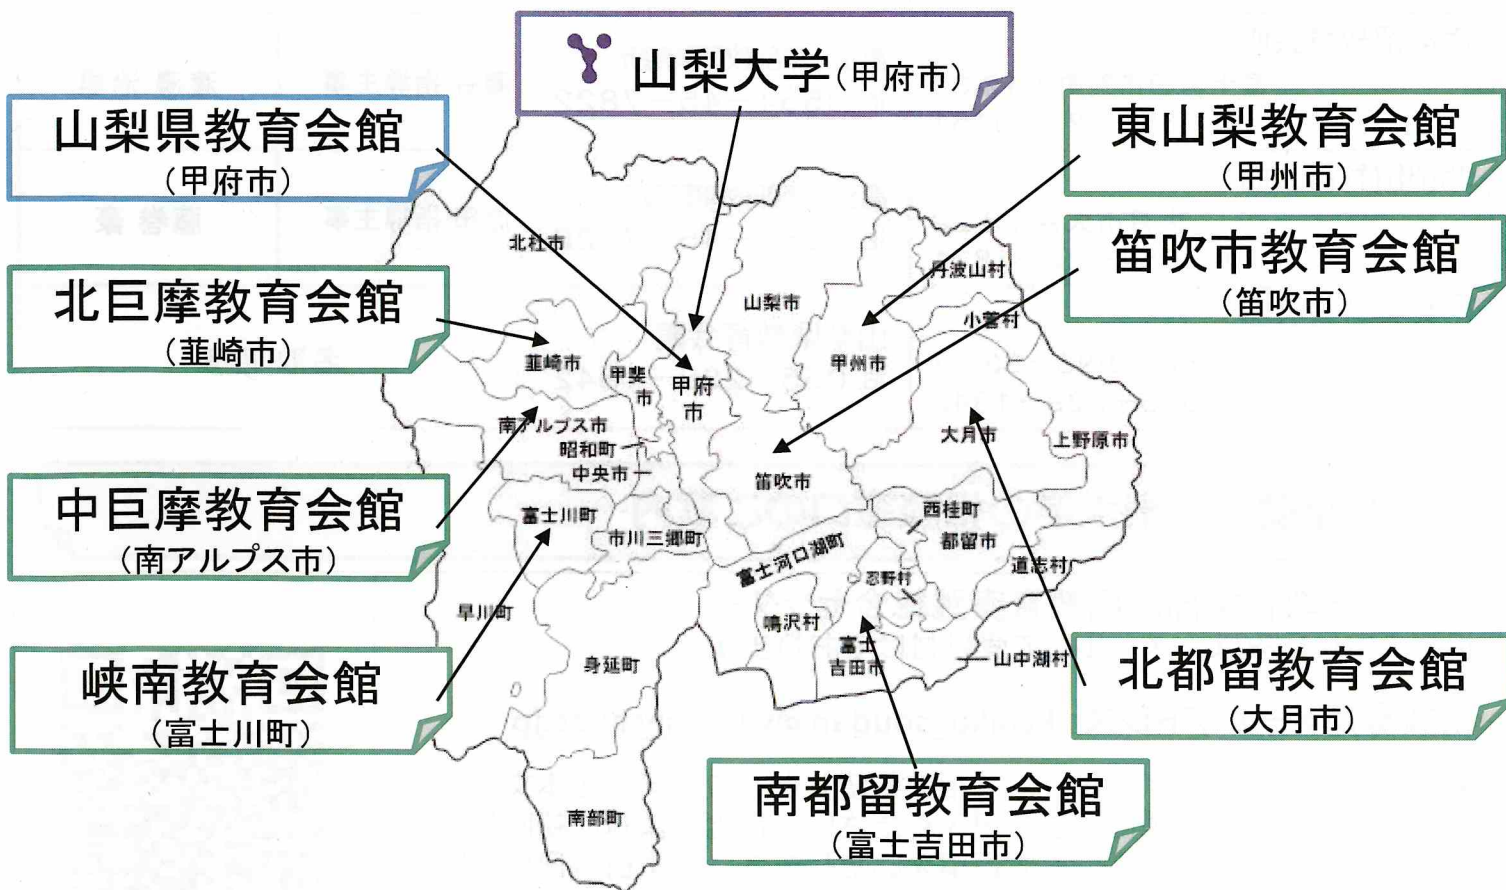 山梨大学(甲府市)
山梨県教育会館
(甲府市)
東山梨教育会館
(甲州市)
北巨摩教育会館
(韮崎市)
笛吹市教育会館
(笛吹市)
中巨摩教育会館
(南アルプス市)
峡南教育会館
(富士川町)
北都留教育会館
(大月市)
南都留教育会館
(富士吉田市)
北杜市
丹波山村
山梨市
小菅村
韮崎市
甲斐
市
甲府
市
甲州市
南アルプス市
昭和町
中央市
大月市
上野原市
笛吹市
富士川町
市川三郷町
西桂町
都留市
富士河口湖町
道志村
忍野村
早川町
鳴沢村
身延町
富士
吉田市
山中湖村
南部町